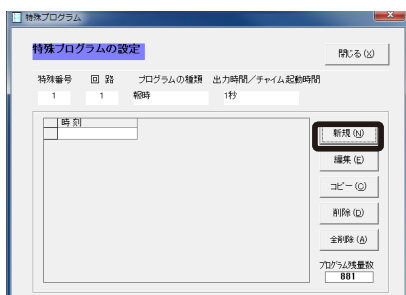 特殊プログラム
特殊プログラムの設定
閉じる(X)
特殊番号 回 路 プログラムの種類 出力時間/チャイム起動時間
1 1 報時 1秒
時 刻
新規(N)
編集(E)
コピー(C)
削除(D)
全削除(A)
プログラム残量数
881